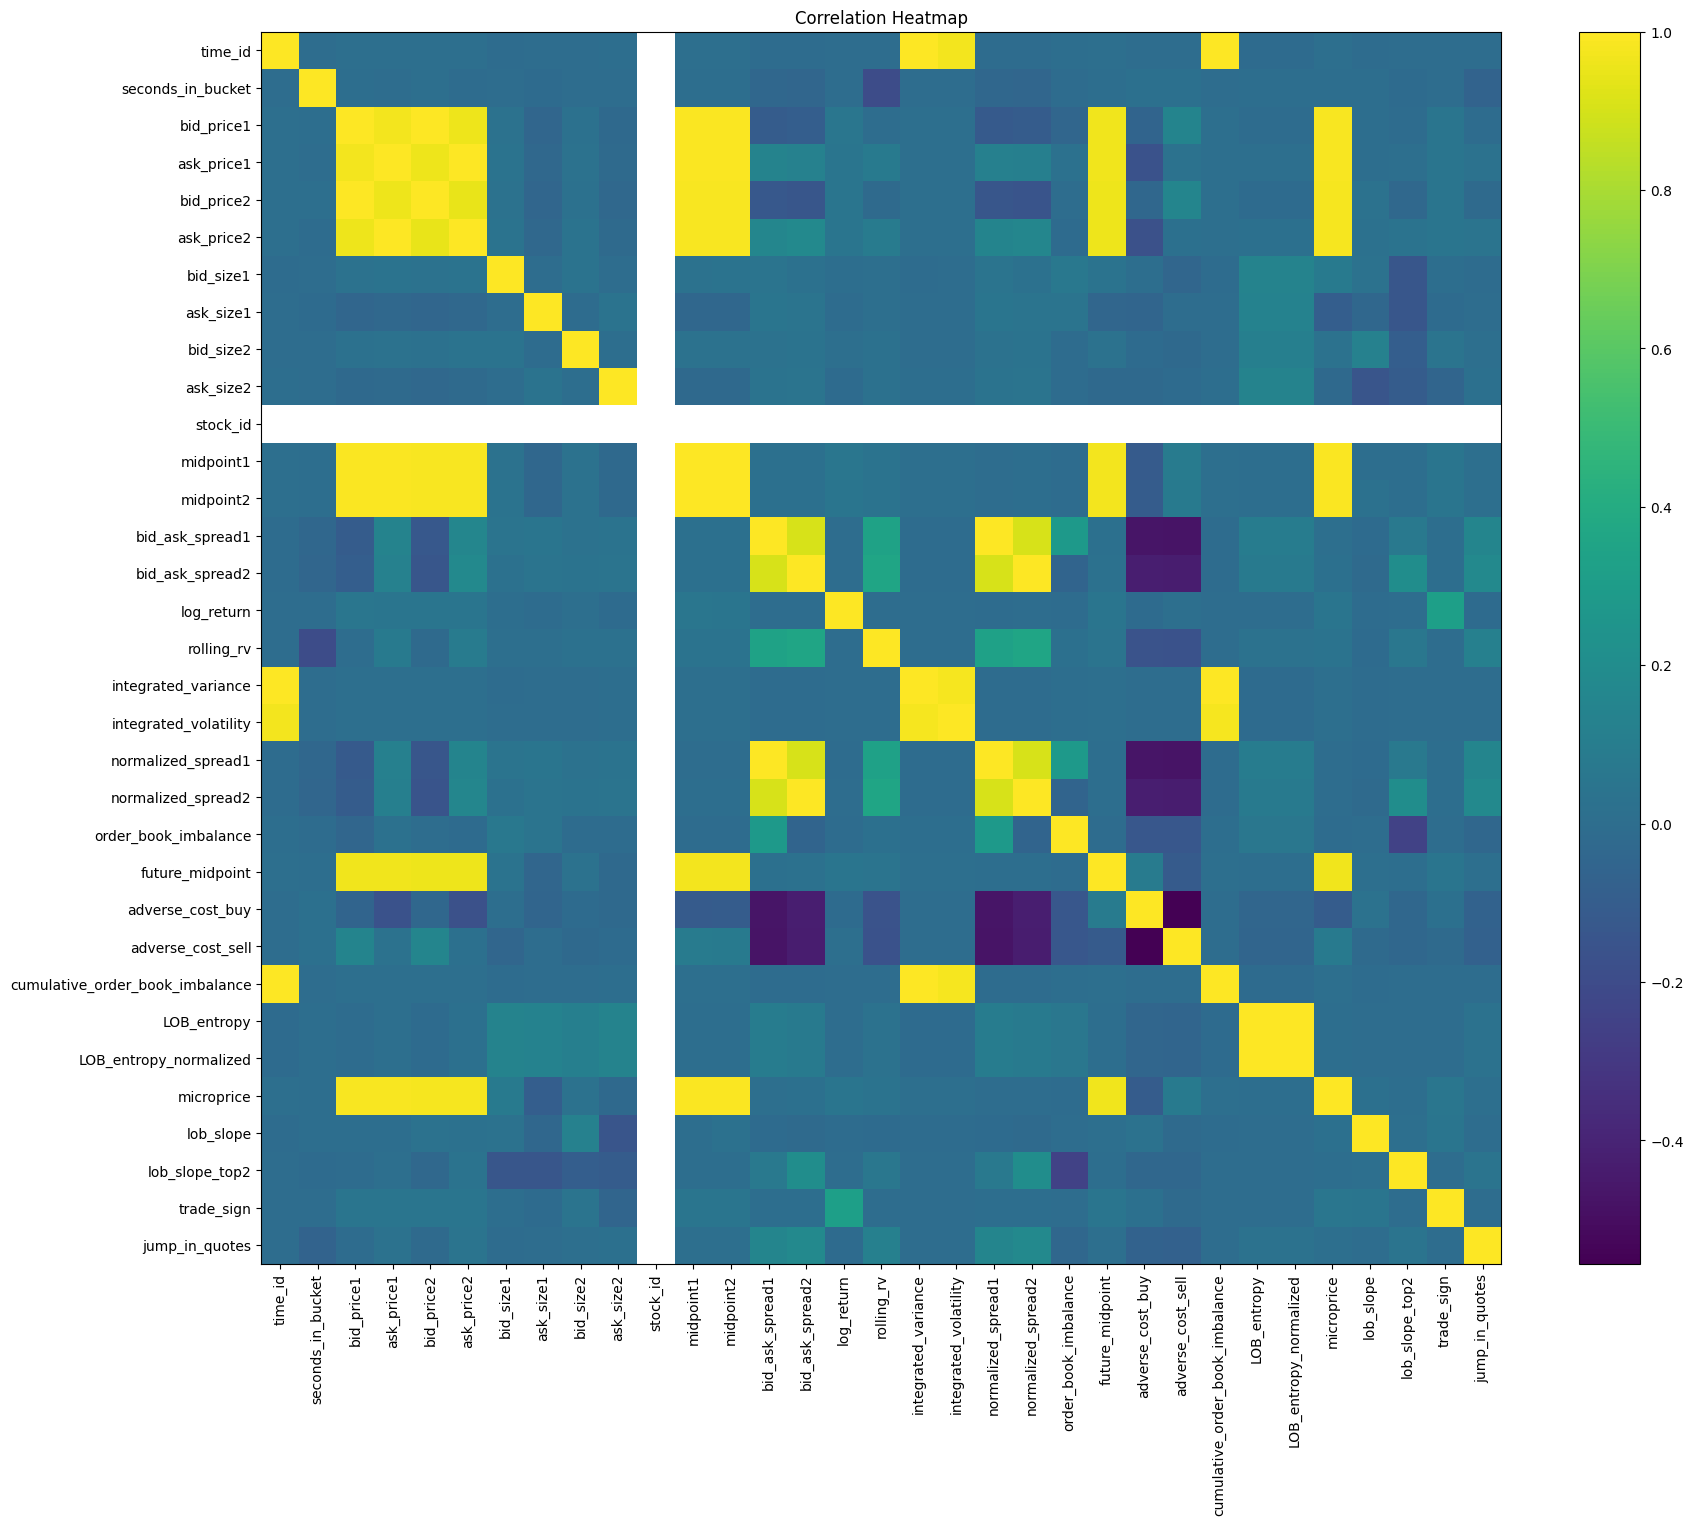 Correlation Heatmap
time_id
seconds_in_bucket
bid_price1
ask_price1
bid_price2
ask_price2
bid_size1
ask_size1
bid_size2
ask_size2
stock_id
midpoint1
midpoint2
bid_ask_spread1
bid_ask_spread2
log_return
rolling_rv
integrated_variance
integrated_volatility
normalized_spread1
normalized_spread2
order_book_imbalance
future_midpoint
adverse_cost_buy
adverse_cost_sell
cumulative_order_book_imbalance
LOB_entropy
LOB_entropy_normalized
microprice
lob_slope
lob_slope_top2
trade_sign
jump_in_quotes
time_id
seconds_in_bucket
bid_price1
ask_price1
bid_price2
ask_price2
bid_size1
ask_size1
bid_size2
ask_size2
stock_id
midpoint1
midpoint2
bid_ask_spread1
bid_ask_spread2
log_return
rolling_rv
integrated_variance
integrated_volatility
normalized_spread1
normalized_spread2
order_book_imbalance
future_midpoint
adverse_cost_buy
adverse_cost_sell
cumulative_order_book_imbalance
LOB_entropy
LOB_entropy_normalized
microprice
lob_slope
lob_slope_top2
trade_sign
jump_in_quotes
1.0
0.8
0.6
0.4
0.2
0.0
−0.2
−0.4